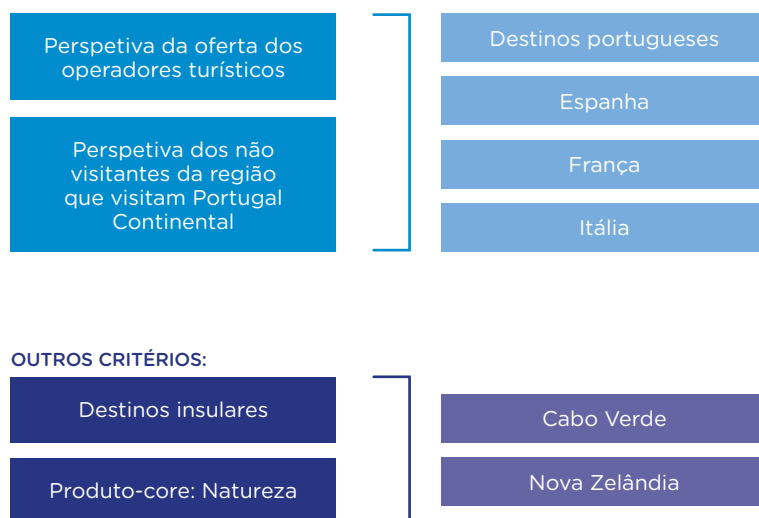 Perspetiva da oferta dos
operadores turísticos
Perspetiva dos não
visitantes da região
que visitam Portugal
Continental
Destinos portugueses
Espanha
França
Itália
OUTROS CRITÉRIOS:
Destinos insulares
Produto-core: Natureza
Cabo Verde
Nova Zelândia